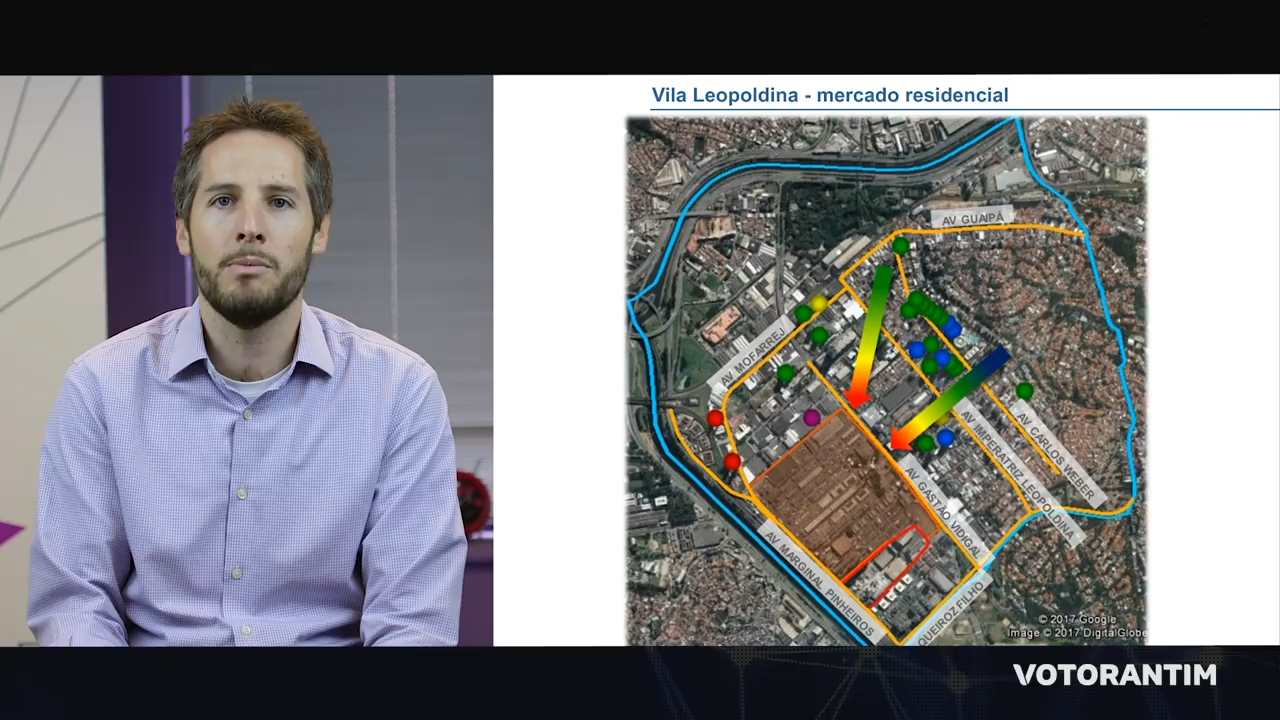 Vila Leopoldina - mercado residencial
AV GUAIPÁ
AV MOFARREJ
AV CARLOS WEBER
AV IMPERATRIZ LEOPOLDINA
AV GASTÃO VIDIGAL
AV MARGINAL PINHEIROS
QUEIROZ FILHO
© 2017 Google
Image © 2017 DigitalGlobe
VOTORANTIM